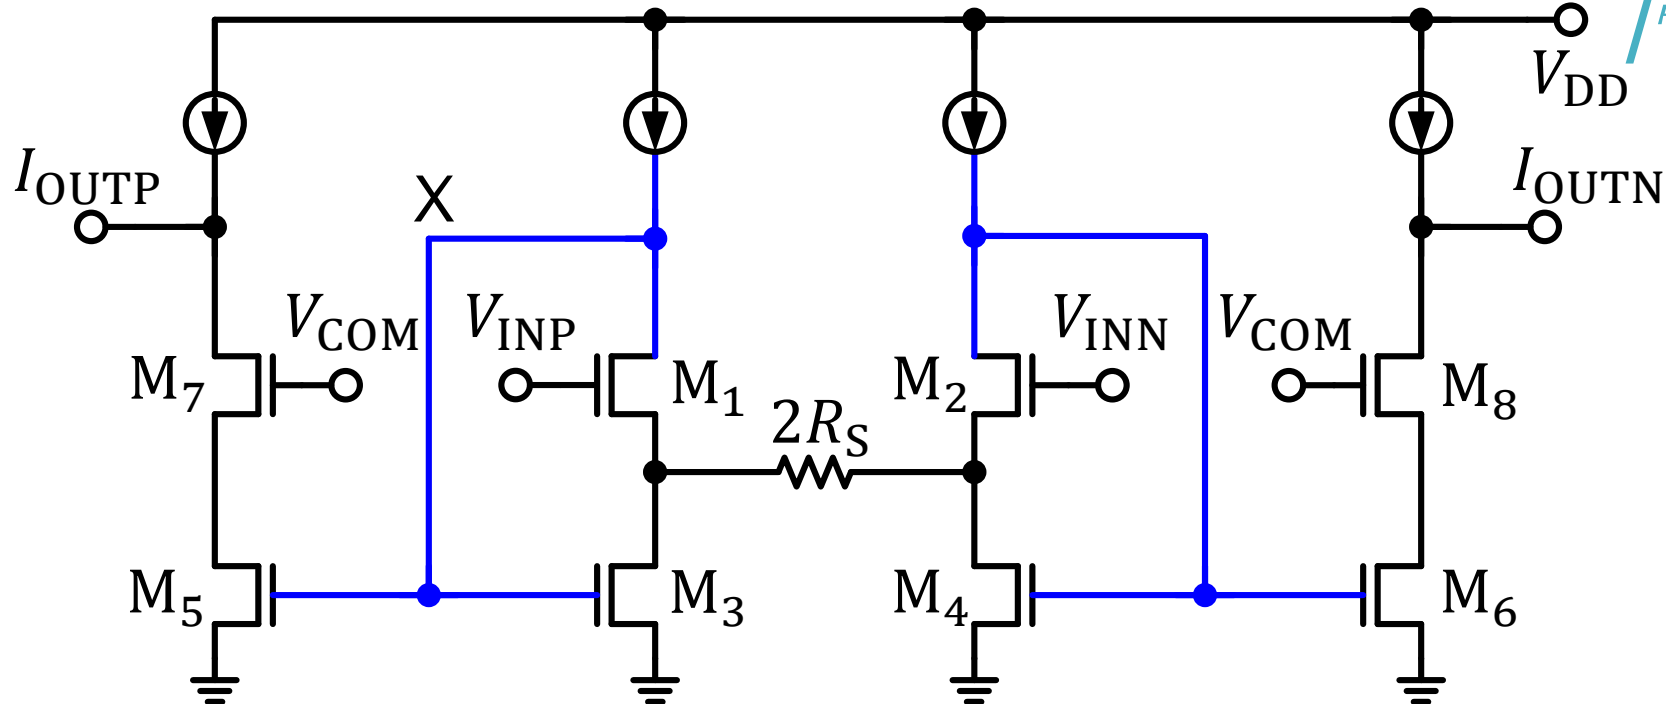 V_DD
I_OUTP
X
I_OUTN
V_COM
V_INP
V_INN
V_COM
M_7
M_1
M_2
M_8
2R_S
M_5
M_3
M_4
M_6